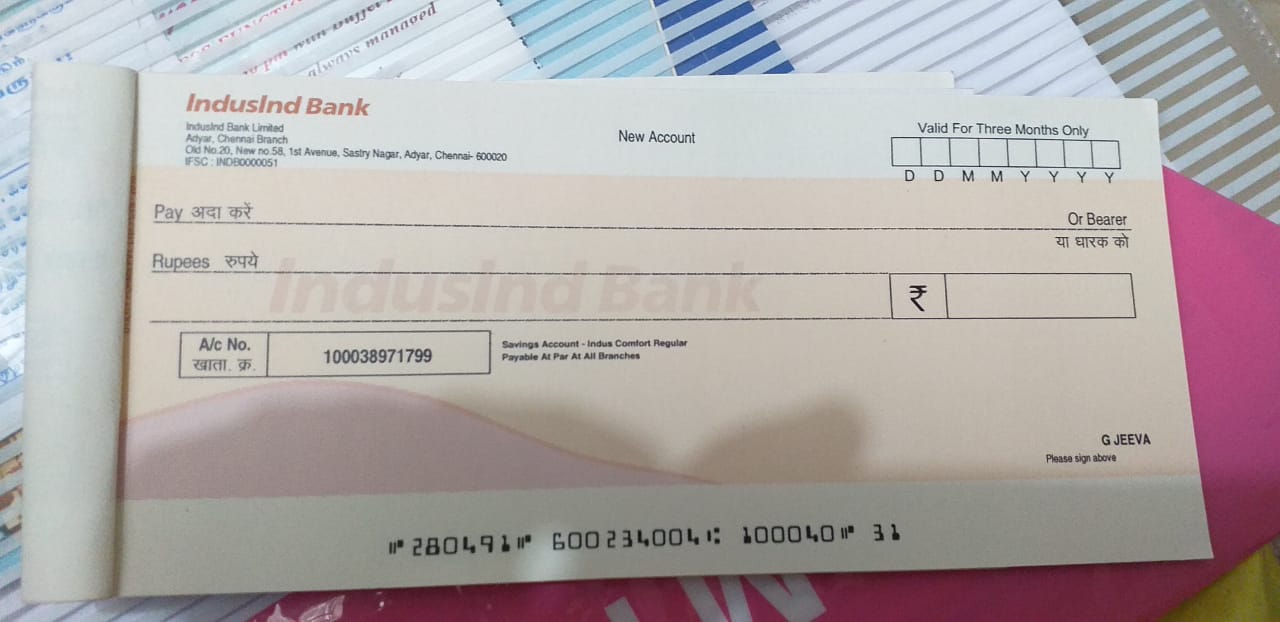 always managed
IndusInd Bank
IndusInd Bank Limited
Adyar, Chennai Branch
Old No.20, New no.58, 1st Avenue, Sastry Nagar, Adyar, Chennai- 600020
IFSC : INDB0000051
New Account
Valid For Three Months Only
D D M M Y Y Y Y
Pay अदा करें
Or Bearer
या धारक को
Rupees रुपये
IndusInd Bank
₹
A/c No.
खाता. क्र.
100038971799
Savings Account - Indus Comfort Regular
Payable At Par At All Branches
G JEEVA
Please sign above
⑈280491⑈ 600234004⑆ 100040⑈ 31